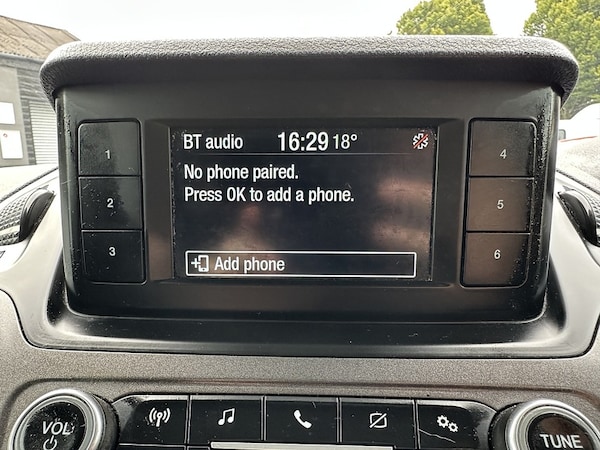 BT audio 16:29 18°
No phone paired.
Press OK to add a phone.
Add phone
1
2
3
4
5
6
VOL
TUNE